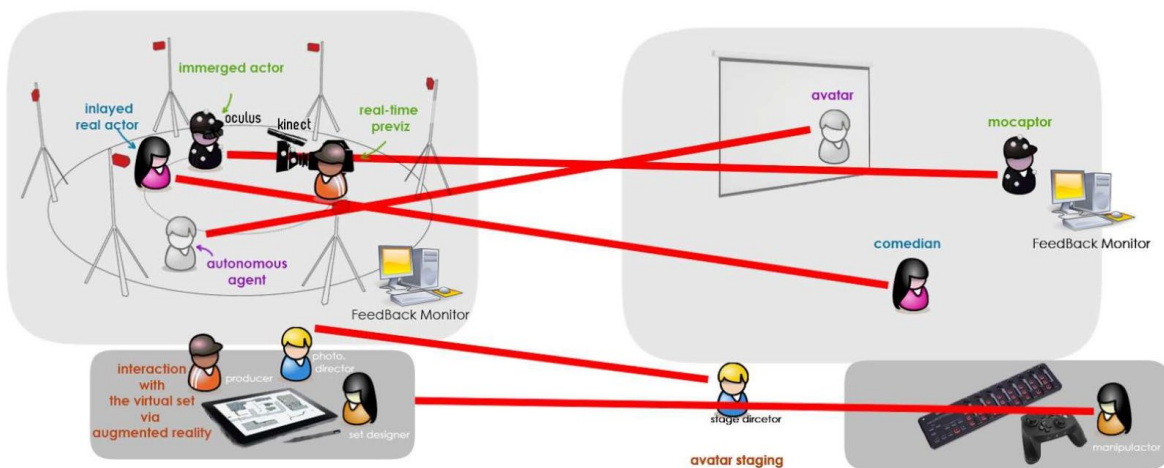 immerged actor
inlayed
real actor
oculus
kinect
real-time
previz
autonomous
agent
FeedBack Monitor
avatar
mocaptor
FeedBack Monitor
comedian
interaction
with
the virtual set
via
augmented reality
producer
photo.
director
set designer
stage dircetor
avatar staging
manipulactor